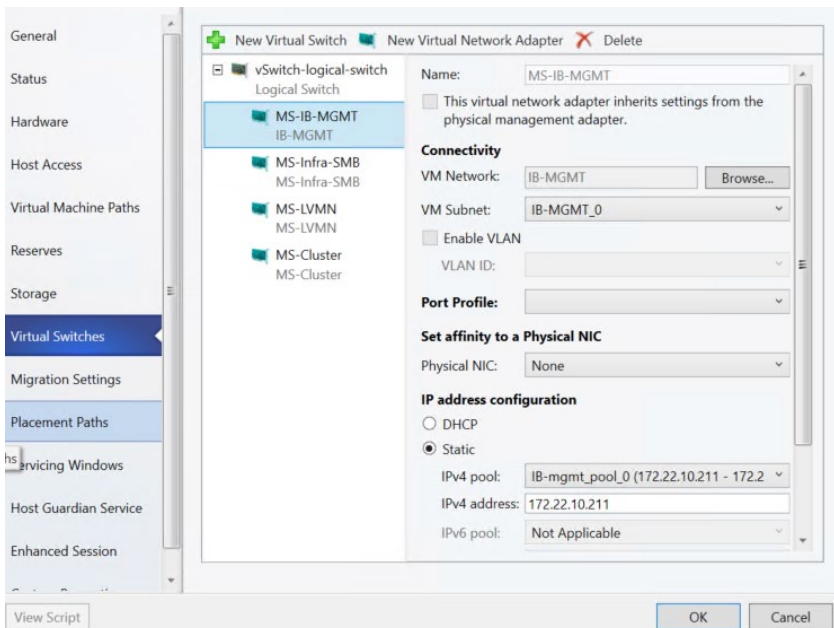 General
Status
Hardware
Host Access
Virtual Machine Paths
Reserves
Storage
Virtual Switches
Migration Settings
Placement Paths
hs
ervicing Windows
Host Guardian Service
Enhanced Session
New Virtual Switch New Virtual Network Adapter Delete
vSwitch-logical-switch
Logical Switch
MS-IB-MGMT
IB-MGMT
MS-Infra-SMB
MS-Infra-SMB
MS-LVMN
MS-LVMN
MS-Cluster
MS-Cluster
Name: MS-IB-MGMT
This virtual network adapter inherits settings from the
physical management adapter.
Connectivity
VM Network: IB-MGMT Browse...
VM Subnet: IB-MGMT_0
Enable VLAN
VLAN ID:
Port Profile:
Set affinity to a Physical NIC
Physical NIC: None
IP address configuration
DHCP
Static
IPv4 pool: IB-mgmt_pool_0 (172.22.10.211 - 172.2
IPv4 address: 172.22.10.211
IPv6 pool: Not Applicable
View Script OK Cancel